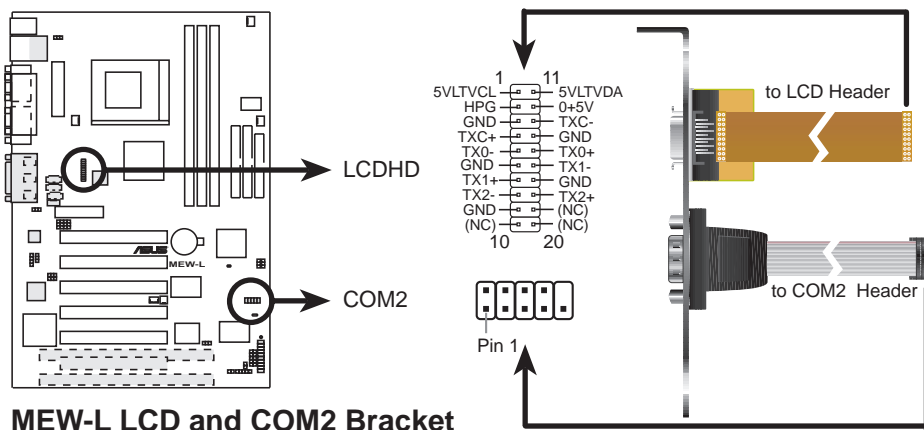 1 11
5VLTVCL 5VLTVDA
HPG 0+5V
GND TXC-
TXC+ GND
TX0- TX0+
GND TX1-
TX1+ GND
TX2- TX2+
GND (NC)
(NC) (NC)
10 20
to LCD Header
LCDHD
ASUS
MEW-L
COM2
to COM2 Header
Pin 1
MEW-L LCD and COM2 Bracket